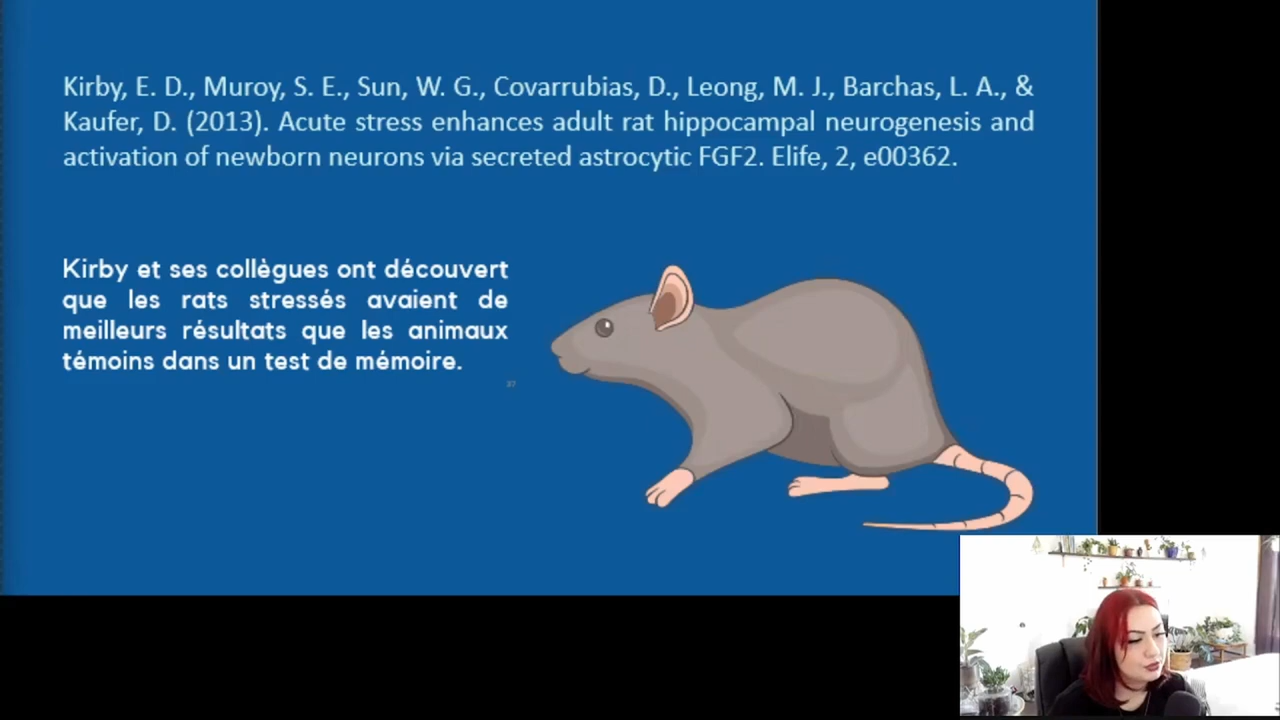 Kirby, E. D., Muroy, S. E., Sun, W. G., Covarrubias, D., Leong, M. J., Barchas, L. A., &
Kaufer, D. (2013). Acute stress enhances adult rat hippocampal neurogenesis and
activation of newborn neurons via secreted astrocytic FGF2. Elife, 2, e00362.
Kirby et ses collègues ont découvert
que les rats stressés avaient de
meilleurs résultats que les animaux
témoins dans un test de mémoire.